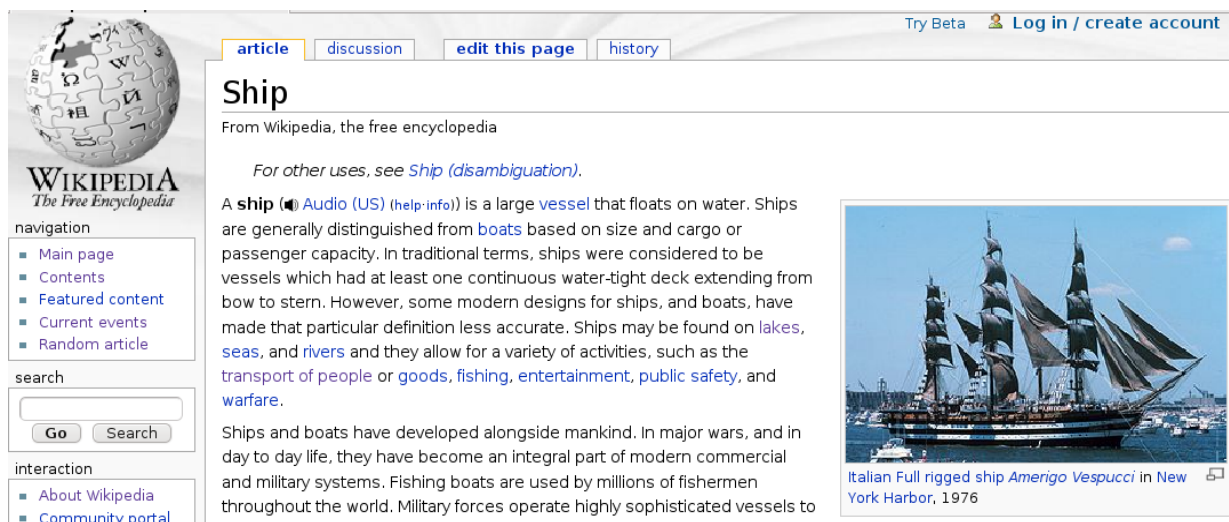 Try Beta Log in / create account
article discussion edit this page history
WIKIPEDIA
The Free Encyclopedia
navigation
Main page
Contents
Featured content
Current events
Random article
search
Go Search
interaction
About Wikipedia
Community portal
Ship
From Wikipedia, the free encyclopedia
For other uses, see Ship (disambiguation).
A ship ( Audio (US) (help·info)) is a large vessel that floats on water. Ships
are generally distinguished from boats based on size and cargo or
passenger capacity. In traditional terms, ships were considered to be
vessels which had at least one continuous water-tight deck extending from
bow to stern. However, some modern designs for ships, and boats, have
made that particular definition less accurate. Ships may be found on lakes,
seas, and rivers and they allow for a variety of activities, such as the
transport of people or goods, fishing, entertainment, public safety, and
warfare.
Ships and boats have developed alongside mankind. In major wars, and in
day to day life, they have become an integral part of modern commercial
and military systems. Fishing boats are used by millions of fishermen
throughout the world. Military forces operate highly sophisticated vessels to
Italian Full rigged ship Amerigo Vespucci in New
York Harbor, 1976